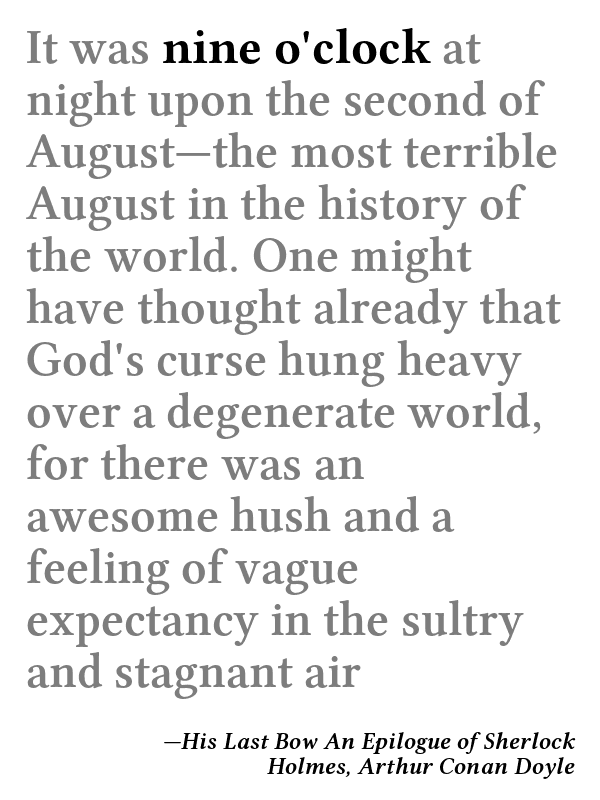 It was nine o'clock at
night upon the second of
August—the most terrible
August in the history of
the world. One might
have thought already that
God's curse hung heavy
over a degenerate world,
for there was an
awesome hush and a
feeling of vague
expectancy in the sultry
and stagnant air
—His Last Bow An Epilogue of Sherlock
Holmes, Arthur Conan Doyle